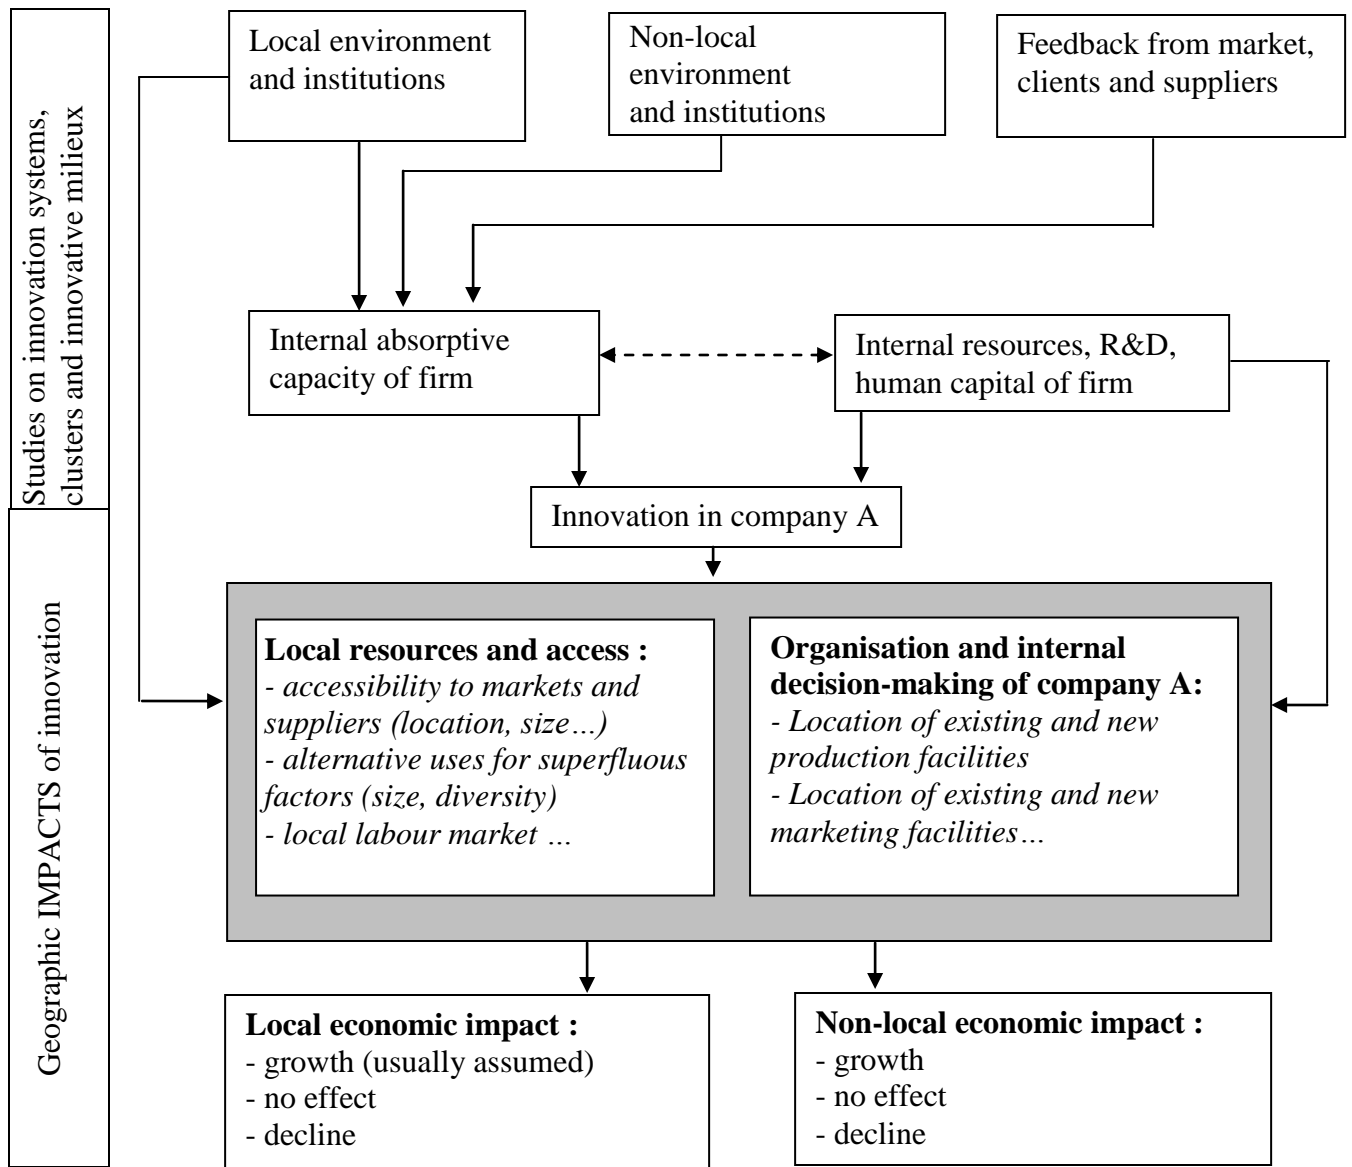 Studies on innovation systems,
clusters and innovative milieux
Local environment
and institutions
Non-local
environment
and institutions
Feedback from market,
clients and suppliers
Internal absorptive
capacity of firm
Internal resources, R&D,
human capital of firm
Innovation in company A
Geographic IMPACTS of innovation
Local resources and access :
- accessibility to markets and
suppliers (location, size…)
- alternative uses for superfluous
factors (size, diversity)
- local labour market …
Organisation and internal
decision-making of company A:
- Location of existing and new
production facilities
- Location of existing and new
marketing facilities…
Local economic impact :
- growth (usually assumed)
- no effect
- decline
Non-local economic impact :
- growth
- no effect
- decline